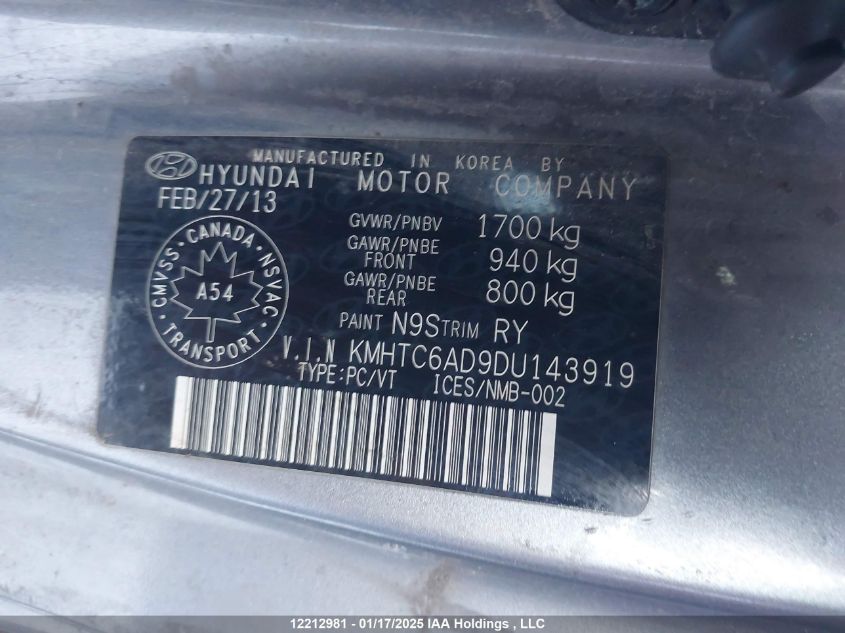 MANUFACTURED IN KOREA BY
HYUNDAI MOTOR COMPANY
FEB/27/13
GVWR/PNBV 1700 kg
GAWR/PNBE FRONT 940 kg
GAWR/PNBE REAR 800 kg
PAINT N9S TRIM RY
CANADA
CMVSS NSVAC
A54
TRANSPORT
V.I.N KMHTC6AD9DU143919
TYPE:PC/VT ICES/NMB-002
12212981 - 01/17/2025 IAA Holdings , LLC